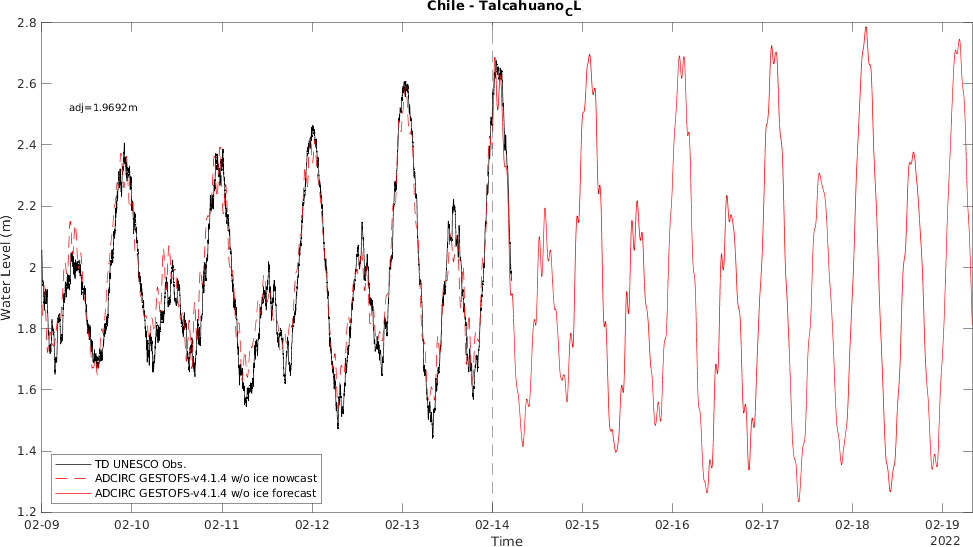 Chile - Talcahuano_CL
2.8
2.6
2.4
2.2
2
1.8
1.6
1.4
1.2
Water Level (m)
adj=1.9692m
TD UNESCO Obs.
ADCIRC GESTOFS-v4.1.4 w/o ice nowcast
ADCIRC GESTOFS-v4.1.4 w/o ice forecast
02-09 02-10 02-11 02-12 02-13 02-14 02-15 02-16 02-17 02-18 02-19
Time
2022